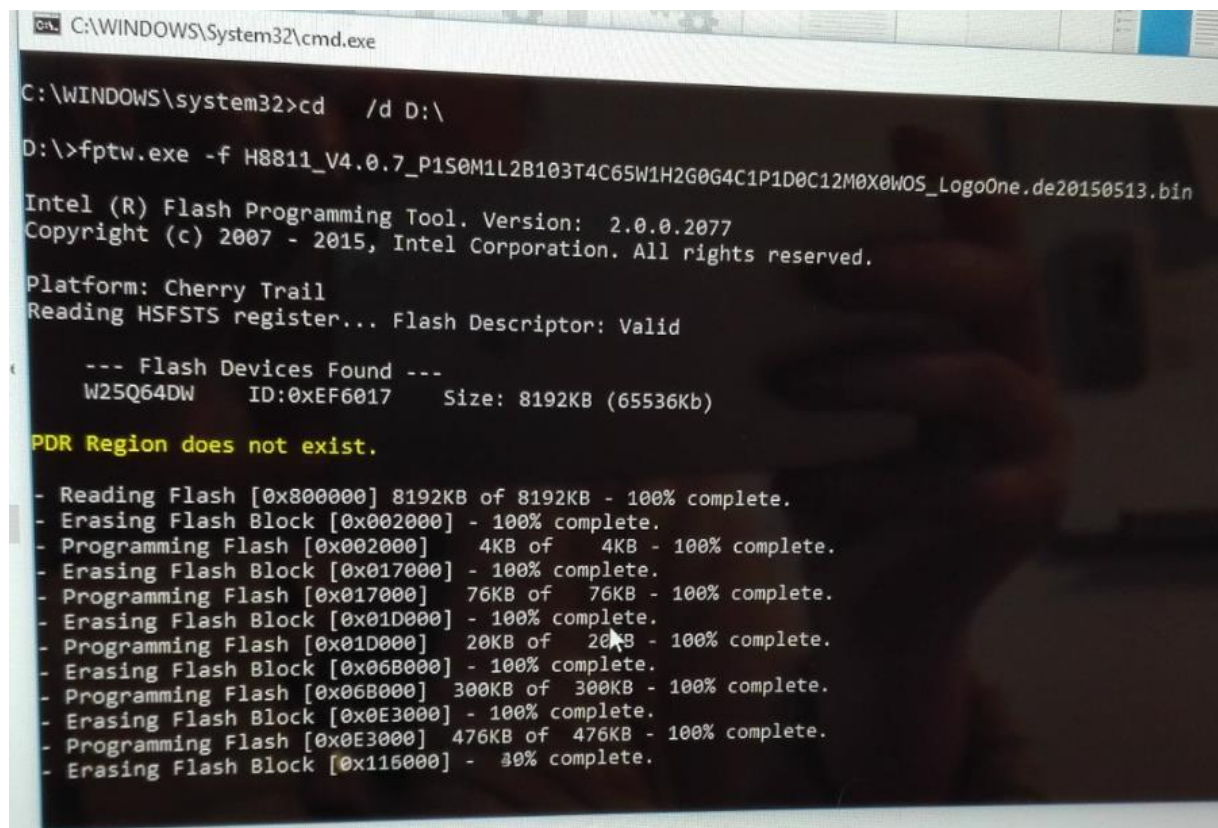 C:\WINDOWS\System32\cmd.exe
C:\WINDOWS\system32>cd /d D:\
D:\>fptw.exe -f H8811_V4.0.7_P1S0M1L2B103T4C65W1H2G0G4C1P1D0C12M0X0WOS_LogoOne.de20150513.bin
Intel (R) Flash Programming Tool. Version: 2.0.0.2077
Copyright (c) 2007 - 2015, Intel Corporation. All rights reserved.
Platform: Cherry Trail
Reading HSFSTS register... Flash Descriptor: Valid
--- Flash Devices Found ---
W25Q64DW ID:0xEF6017 Size: 8192KB (65536Kb)
PDR Region does not exist.
- Reading Flash [0x800000] 8192KB of 8192KB - 100% complete.
- Erasing Flash Block [0x002000] - 100% complete.
- Programming Flash [0x002000] 4KB of 4KB - 100% complete.
- Erasing Flash Block [0x017000] - 100% complete.
- Programming Flash [0x017000] 76KB of 76KB - 100% complete.
- Erasing Flash Block [0x01D000] - 100% complete.
- Programming Flash [0x01D000] 20KB of 20KB - 100% complete.
- Erasing Flash Block [0x06B000] - 100% complete.
- Programming Flash [0x06B000] 300KB of 300KB - 100% complete.
- Erasing Flash Block [0x0E3000] - 100% complete.
- Programming Flash [0x0E3000] 476KB of 476KB - 100% complete.
- Erasing Flash Block [0x116000] - complete.